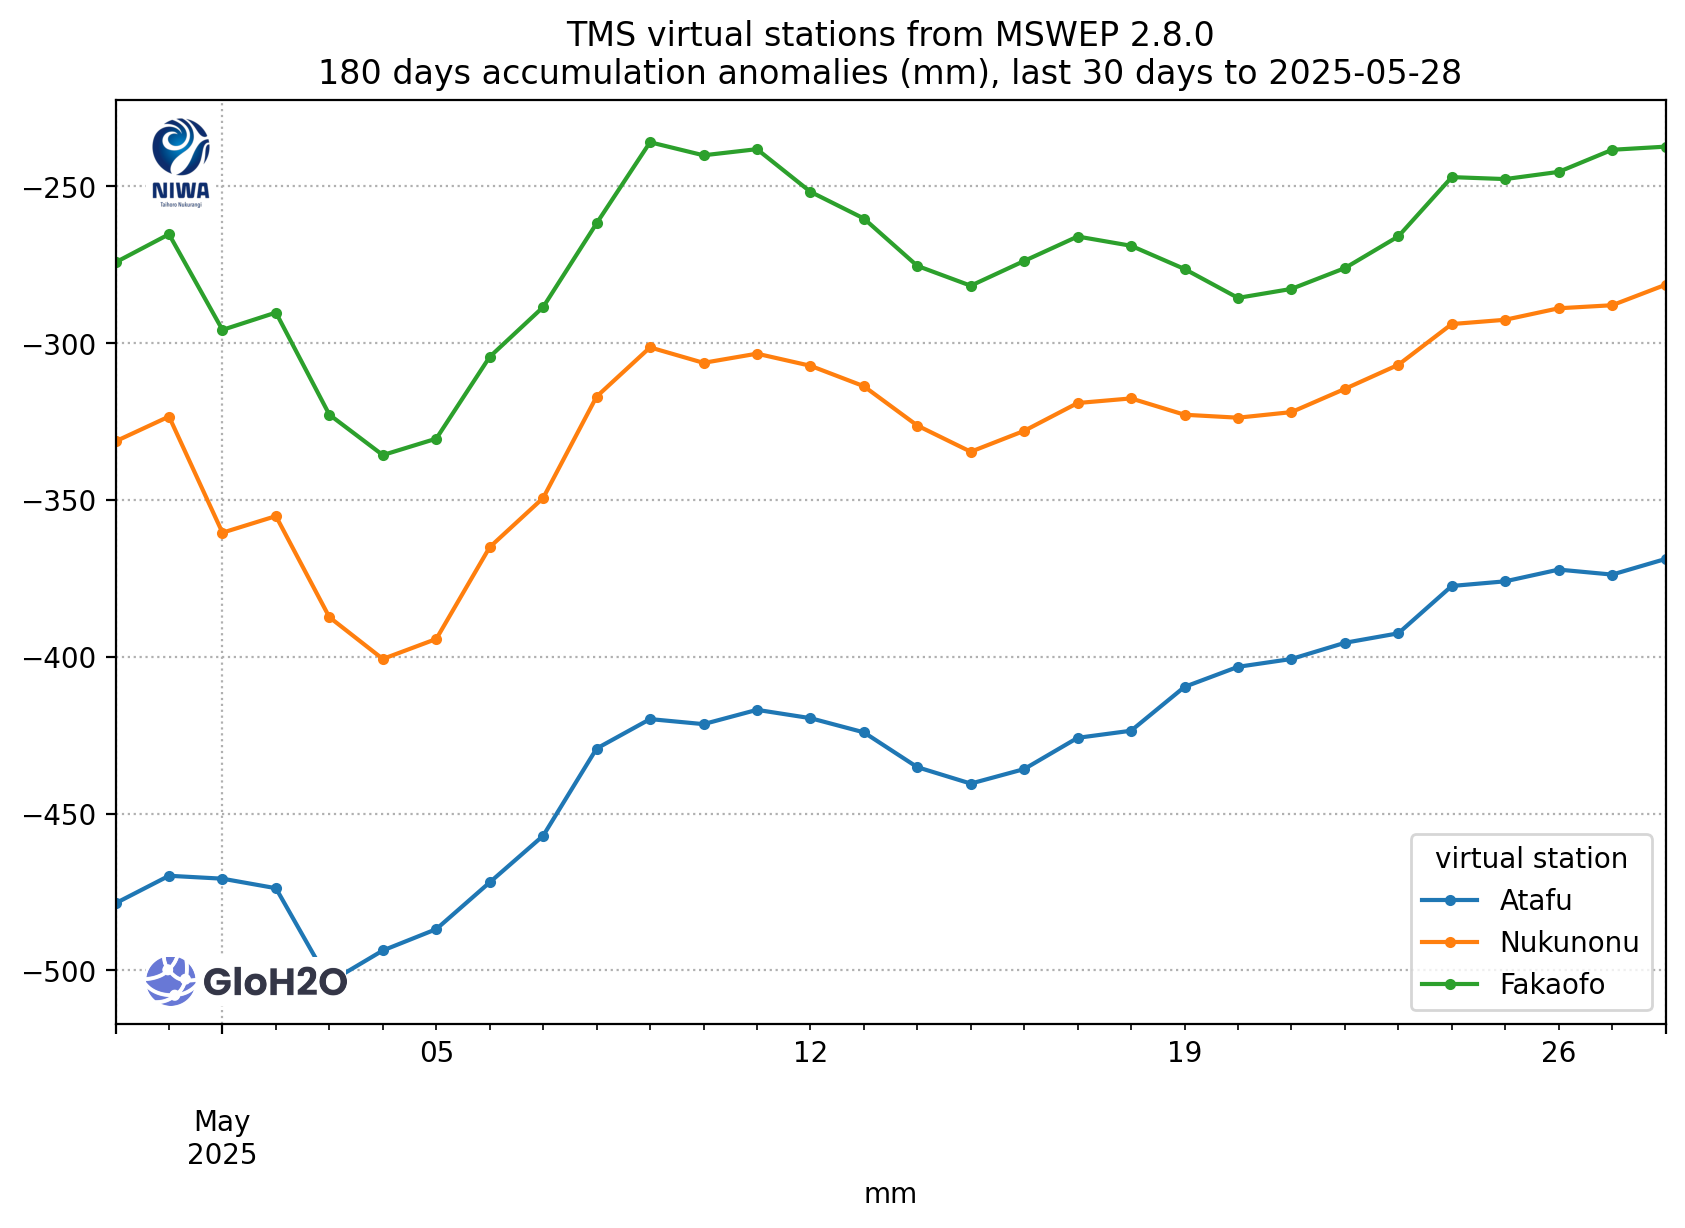 TMS virtual stations from MSWEP 2.8.0
180 days accumulation anomalies (mm), last 30 days to 2025-05-28
NIWA
Taihoro Nukurangi
−250
−300
−350
−400
−450
−500
virtual station
Atafu
Nukunonu
Fakaofo
GloH2O
05
12
19
26
May
2025
mm